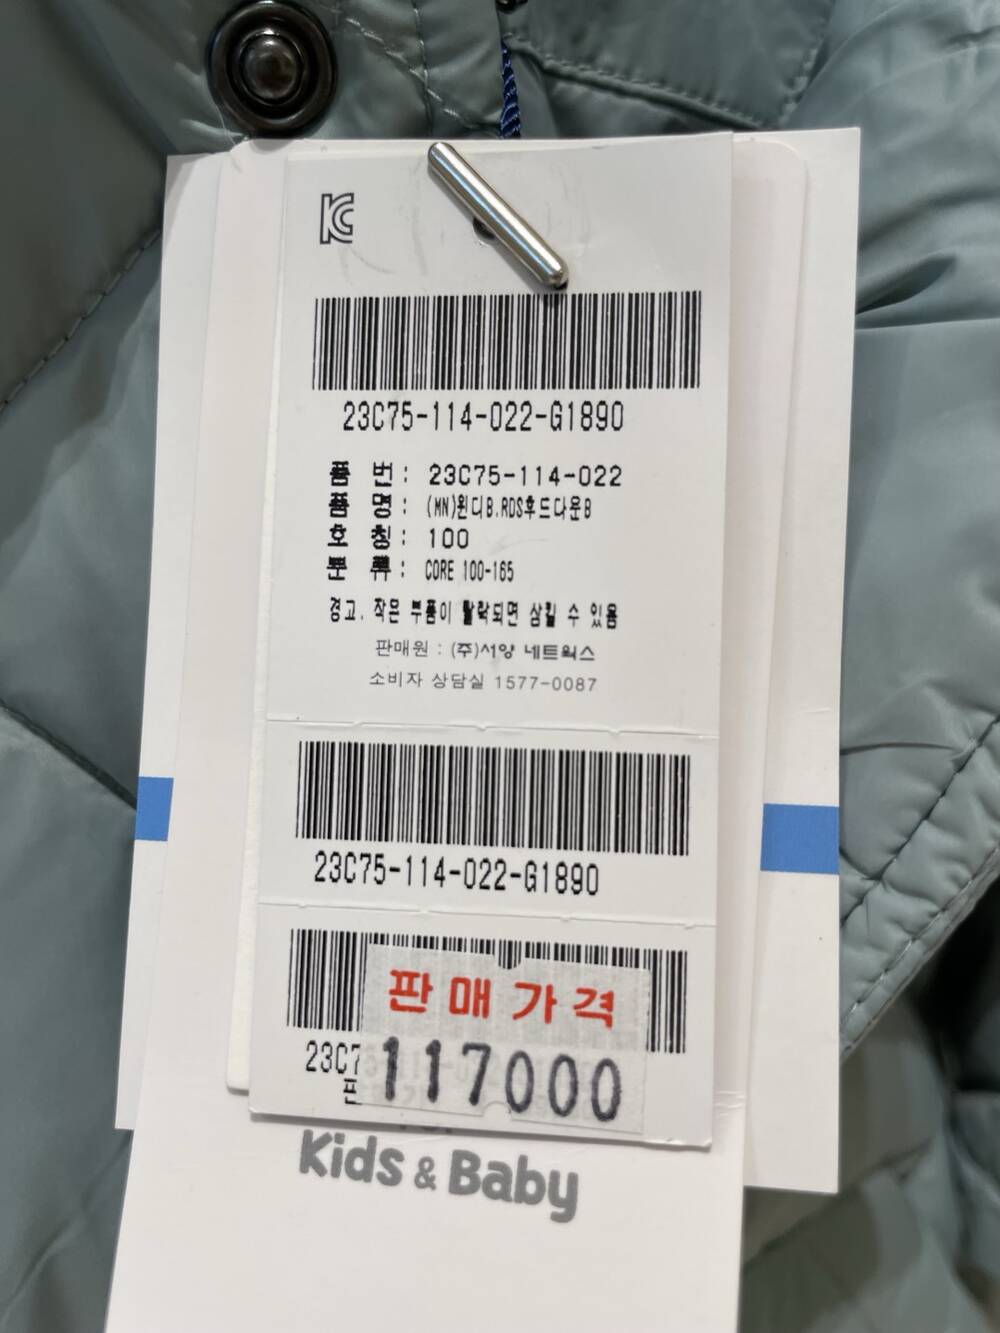 KC
23C75-114-022-G1890
품 번: 23C75-114-022
품 명: (MN)윈디B.RDS후드다운B
호 칭: 100
분 류: CORE 100-165
경고. 작은 부품이 탈락되면 삼킬 수 있음
판매원 : (주)서양 네트웍스
소비자 상담실 1577-0087
23C75-114-022-G1890
판매가격
23C7
117000
Kids & Baby